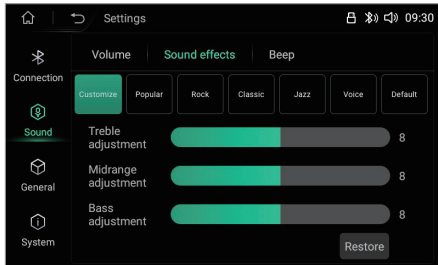 Settings 09:30
Volume Sound effects Beep
Connection
Customize Popular Rock Classic Jazz Voice Default
Sound
Treble
adjustment 8
Midrange
adjustment 8
General
Bass
adjustment 8
System
Restore